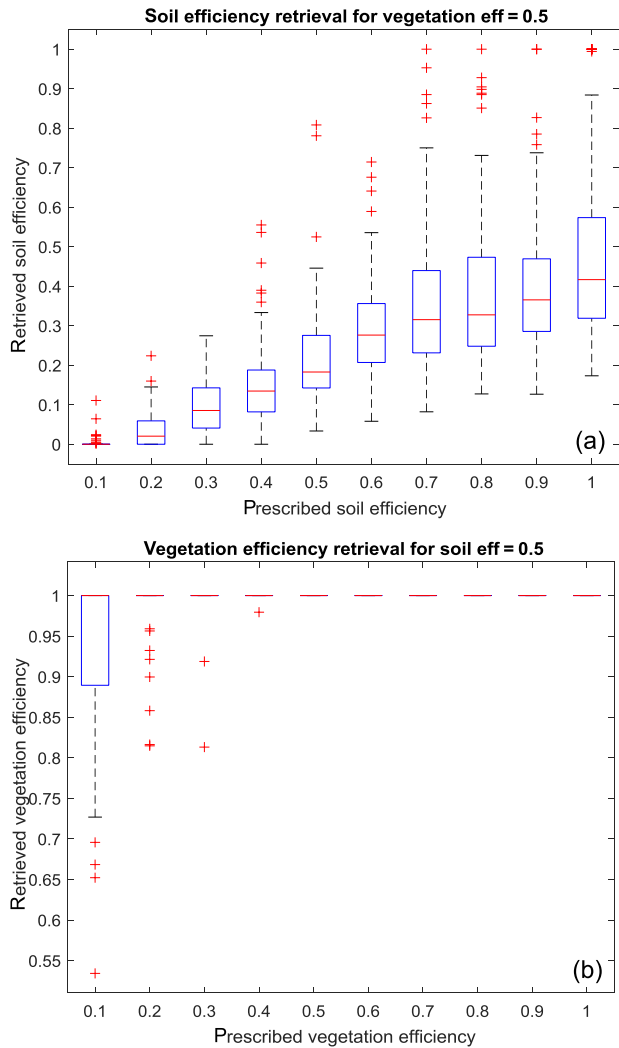 Soil efficiency retrieval for vegetation eff = 0.5
1
0.9
0.8
0.7
0.6
0.5
0.4
0.3
0.2
0.1
0
Retrieved soil efficiency
(a)
0.1 0.2 0.3 0.4 0.5 0.6 0.7 0.8 0.9 1
Prescribed soil efficiency
Vegetation efficiency retrieval for soil eff = 0.5
1
0.95
0.9
0.85
0.8
0.75
0.7
0.65
0.6
0.55
Retrieved vegetation efficiency
(b)
0.1 0.2 0.3 0.4 0.5 0.6 0.7 0.8 0.9 1
Prescribed vegetation efficiency